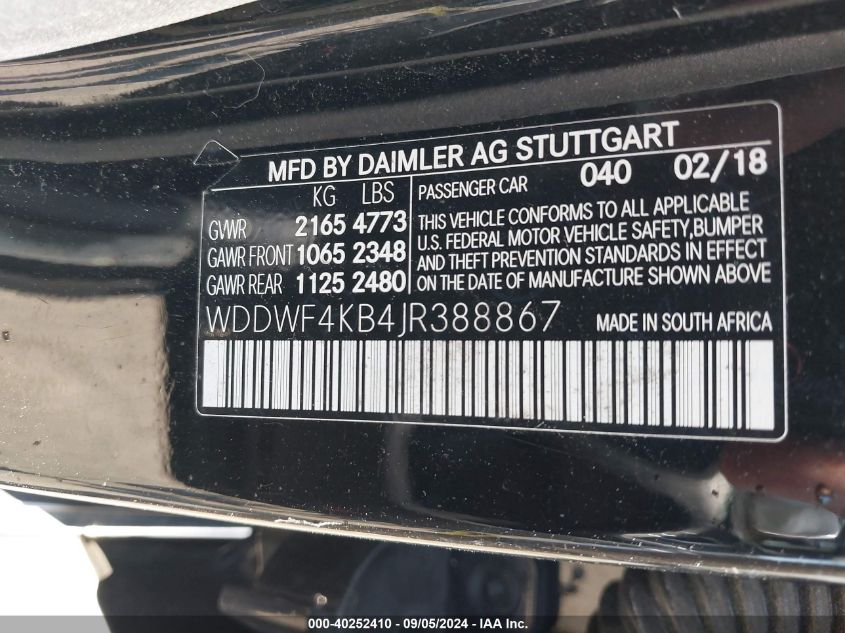 MFD BY DAIMLER AG STUTTGART
KG LBS PASSENGER CAR 040 02/18
GVWR 2165 4773 THIS VEHICLE CONFORMS TO ALL APPLICABLE
U.S. FEDERAL MOTOR VEHICLE SAFETY,BUMPER
GAWR FRONT 1065 2348 AND THEFT PREVENTION STANDARDS IN EFFECT
GAWR REAR 1125 2480 ON THE DATE OF MANUFACTURE SHOWN ABOVE
WDDWF4KB4JR388867 MADE IN SOUTH AFRICA
000-40252410 - 09/05/2024 - IAA Inc.